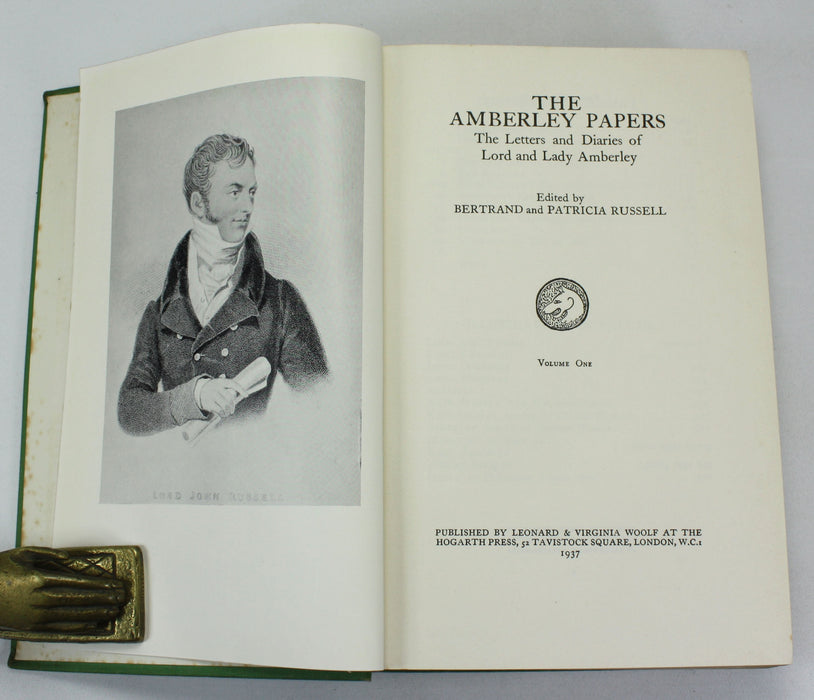 LORD JOHN RUSSELL
THE
AMBERLEY PAPERS
The Letters and Diaries of
Lord and Lady Amberley
Edited by
BERTRAND and PATRICIA RUSSELL
VOLUME ONE
PUBLISHED BY LEONARD & VIRGINIA WOOLF AT THE
HOGARTH PRESS, 52 TAVISTOCK SQUARE, LONDON, W.C.1
1937